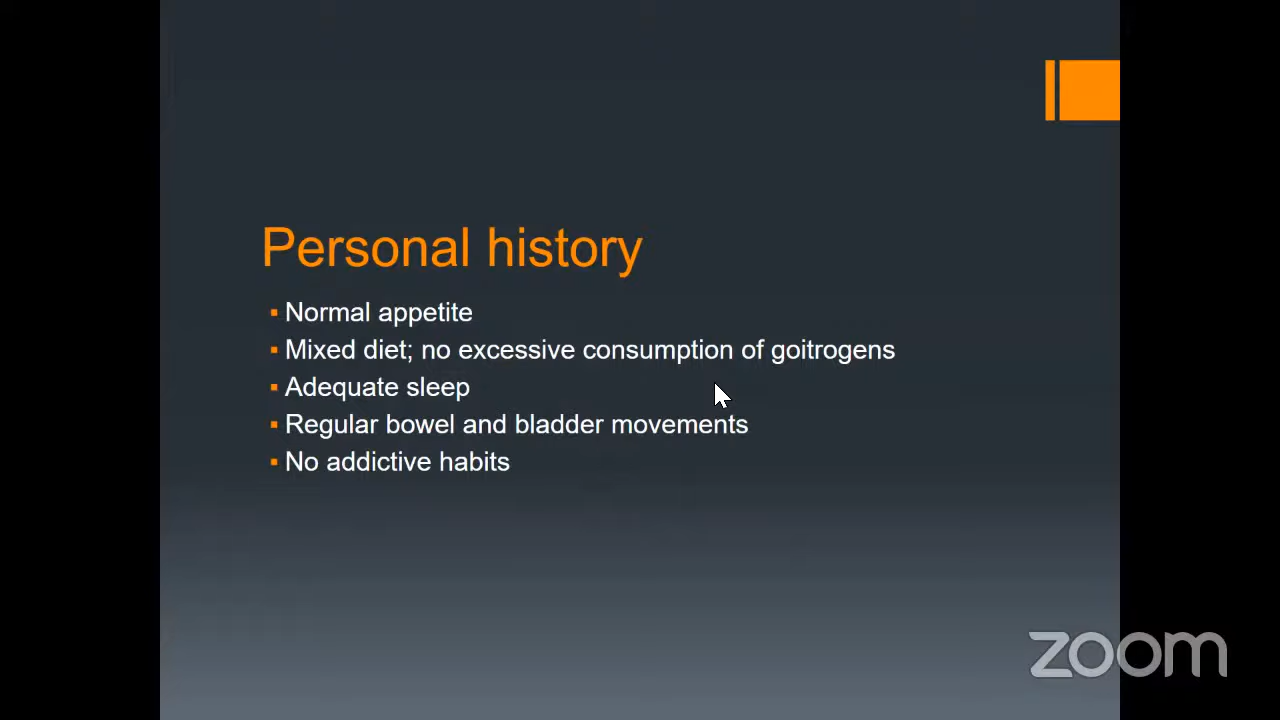 Personal history
Normal appetite
Mixed diet; no excessive consumption of goitrogens
Adequate sleep
Regular bowel and bladder movements
No addictive habits
zoom